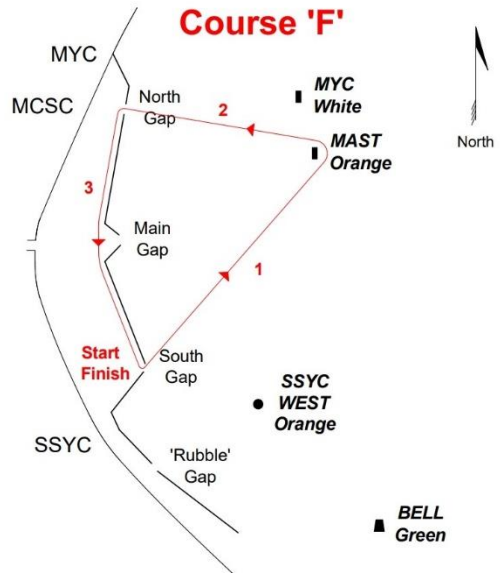 Course 'F'
MYC
MCSC
North
Gap
2
MYC
White
MAST
Orange
North
3
Main
Gap
1
Start
Finish
South
Gap
SSYC
WEST
Orange
SSYC
'Rubble'
Gap
BELL
Green